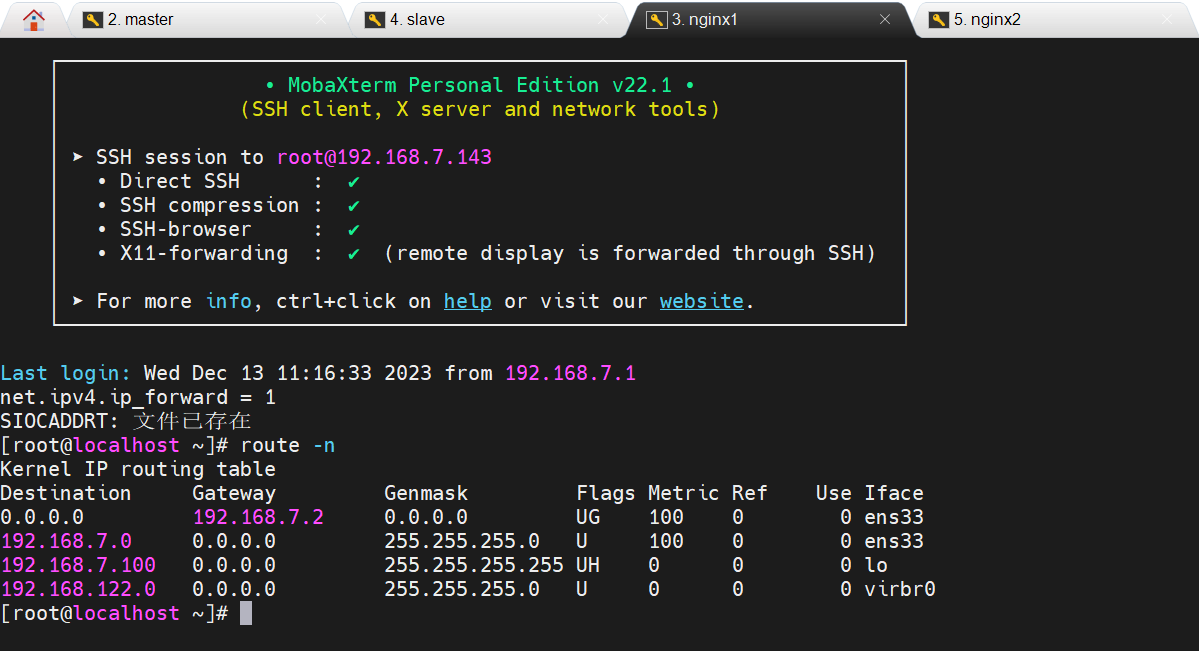 2. master
4. slave
3. nginx1
5. nginx2
• MobaXterm Personal Edition v22.1 •
(SSH client, X server and network tools)
➤ SSH session to root@192.168.7.143
• Direct SSH      :  ✔
• SSH compression :  ✔
• SSH-browser     :  ✔
• X11-forwarding  :  ✔  (remote display is forwarded through SSH)
➤ For more info, ctrl+click on help or visit our website.
Last login: Wed Dec 13 11:16:33 2023 from 192.168.7.1
net.ipv4.ip_forward = 1
SIOCADDRT: 文件已存在
[root@localhost ~]# route -n
Kernel IP routing table
Destination     Gateway         Genmask         Flags Metric Ref    Use Iface
0.0.0.0         192.168.7.2     0.0.0.0         UG    100    0        0 ens33
192.168.7.0     0.0.0.0         255.255.255.0   U     100    0        0 ens33
192.168.7.100   0.0.0.0         255.255.255.255 UH    0      0        0 lo
192.168.122.0   0.0.0.0         255.255.255.0   U     0      0        0 virbr0
[root@localhost ~]#